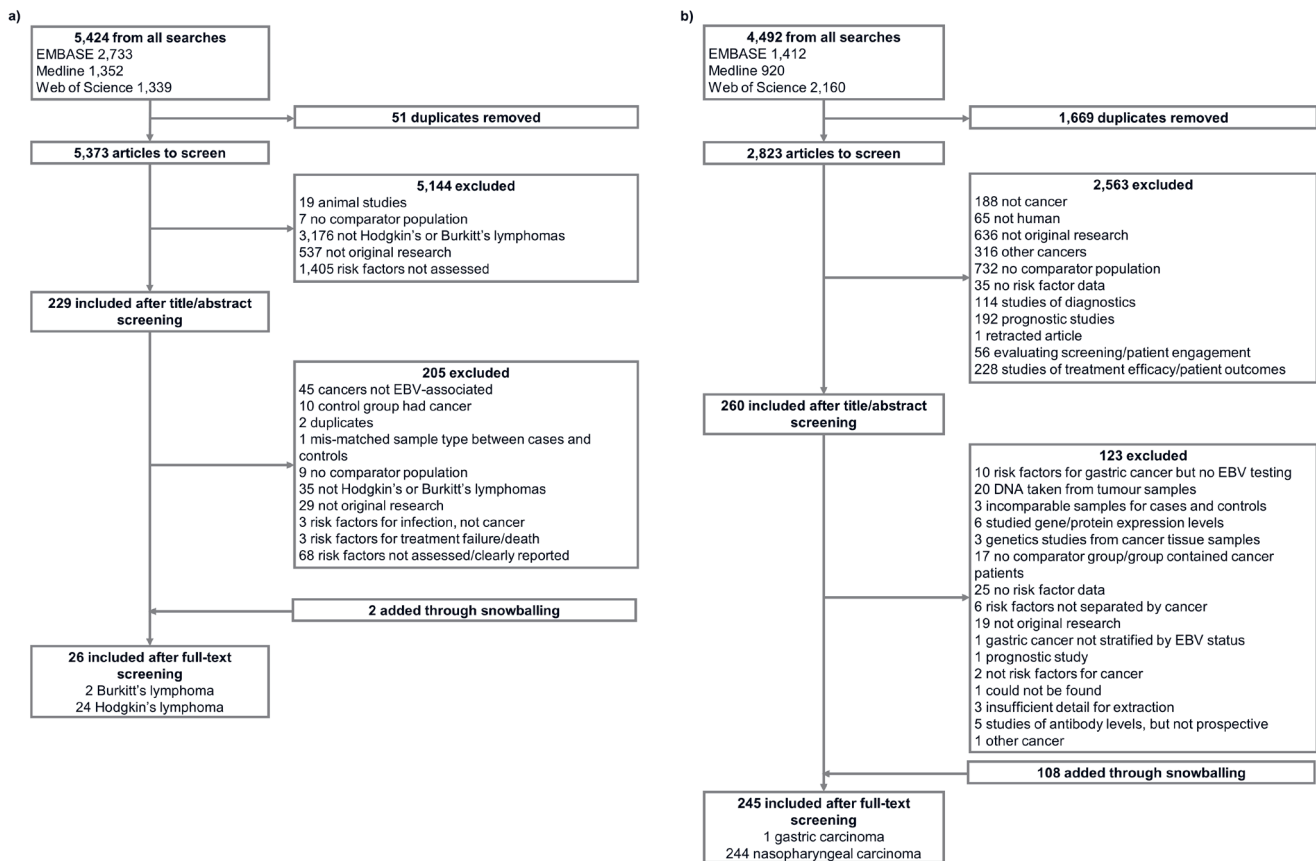 a)
5,424 from all searches
EMBASE 2,733
Medline 1,352
Web of Science 1,339
51 duplicates removed
5,373 articles to screen
5,144 excluded
19 animal studies
7 no comparator population
3,176 not Hodgkin's or Burkitt's lymphomas
537 not original research
1,405 risk factors not assessed
229 included after title/abstract
screening
205 excluded
45 cancers not EBV-associated
10 control group had cancer
2 duplicates
1 mis-matched sample type between cases and
controls
9 no comparator population
35 not Hodgkin's or Burkitt's lymphomas
29 not original research
3 risk factors for infection, not cancer
3 risk factors for treatment failure/death
68 risk factors not assessed/clearly reported
2 added through snowballing
26 included after full-text
screening
2 Burkitt's lymphoma
24 Hodgkin's lymphoma
b)
4,492 from all searches
EMBASE 1,412
Medline 920
Web of Science 2,160
1,669 duplicates removed
2,823 articles to screen
2,563 excluded
188 not cancer
65 not human
636 not original research
316 other cancers
732 no comparator population
35 no risk factor data
114 studies of diagnostics
192 prognostic studies
1 retracted article
56 evaluating screening/patient engagement
228 studies of treatment efficacy/patient outcomes
260 included after title/abstract
screening
123 excluded
10 risk factors for gastric cancer but no EBV testing
20 DNA taken from tumour samples
3 incomparable samples for cases and controls
6 studied gene/protein expression levels
3 genetics studies from cancer tissue samples
17 no comparator group/group contained cancer
patients
25 no risk factor data
6 risk factors not separated by cancer
19 not original research
1 gastric cancer not stratified by EBV status
1 prognostic study
2 not risk factors for cancer
1 could not be found
3 insufficient detail for extraction
5 studies of antibody levels, but not prospective
1 other cancer
108 added through snowballing
245 included after full-text
screening
1 gastric carcinoma
244 nasopharyngeal carcinoma